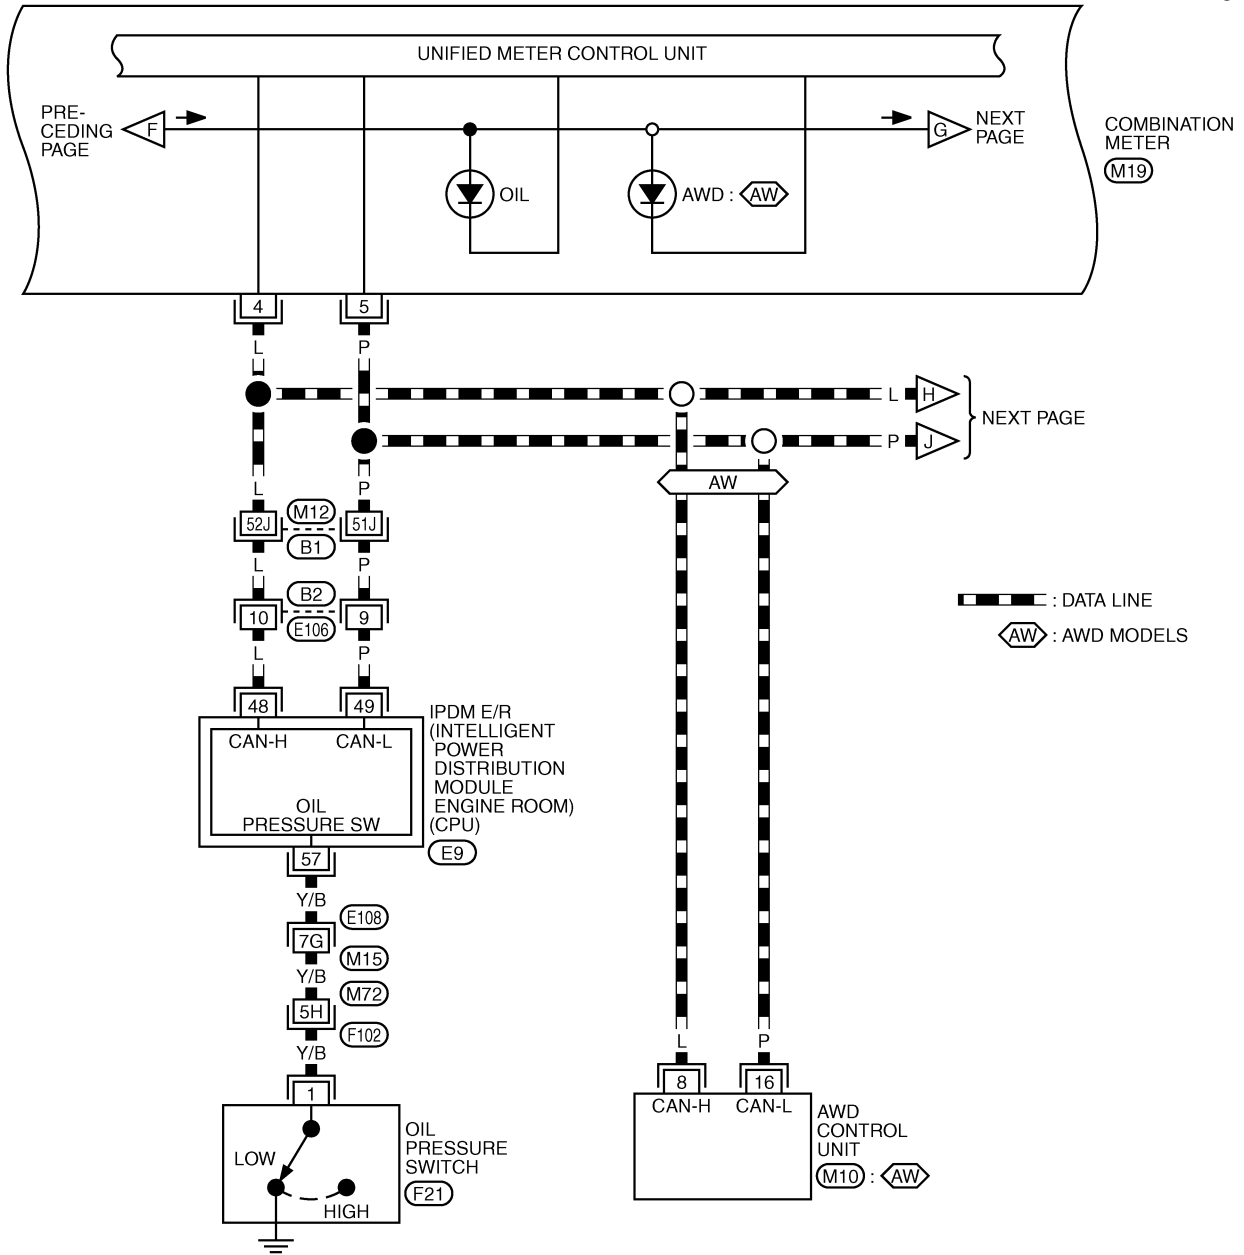 UNIFIED METER CONTROL UNIT
PRE-
CEDING
PAGE
F
G
NEXT
PAGE
COMBINATION
METER
M19
OIL
AWD : AW
4
5
L
P
L
H
NEXT PAGE
P
J
L
P
AW
52J
M12
51J
B1
L
P
B2
10
9
E106
L
P
: DATA LINE
AW : AWD MODELS
48
49
CAN-H
CAN-L
IPDM E/R
(INTELLIGENT
POWER
DISTRIBUTION
MODULE
ENGINE ROOM)
(CPU)
E9
OIL
PRESSURE SW
57
Y/B
E108
7G
M15
Y/B
M72
5H
F102
Y/B
1
LOW
HIGH
OIL
PRESSURE
SWITCH
F21
L
P
8
16
CAN-H
CAN-L
AWD
CONTROL
UNIT
M10 : AW